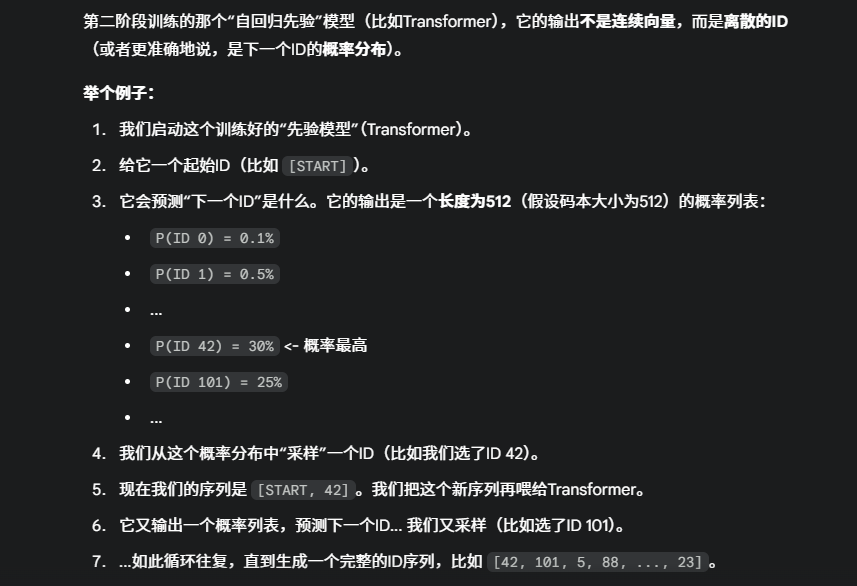 第二阶段训练的那个“自回归先验”模型（比如Transformer），它的输出不是连续向量，而是离散的ID
（或者更准确地说，是下一个ID的概率分布）。
举个例子：
1. 我们启动这个训练好的“先验模”（Transformer）。
2. 给它一个起始ID（比如 [START] ）。
3. 它会预测“下一个ID”是什么。它的输出是一个长度为512（假设码本大小为512）的概率列表：
• P(ID 0) = 0.1%
• P(ID 1) = 0.5%
• ...
• P(ID 42) = 30% <- 概率最高
• P(ID 101) = 25%
• ...
4. 我们从这个概率分布中“采样”一个ID（比如我们选了ID 42）。
5. 现在我们的序列是 [START, 42] 。我们把这个新序列再喂给Transformer。
6. 它又输出一个概率列表，预测下一个ID... 我们又采样（比如选了ID 101）。
7. ...如此循环往复，直到生成一个完整的ID序列，比如 [42, 101, 5, 88, ..., 23] 。